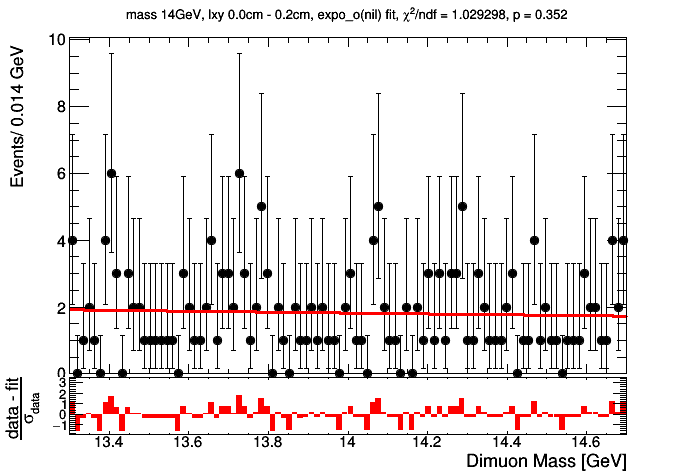 mass 14GeV, lxy 0.0cm - 0.2cm, expo_o(nil) fit, χ²/ndf = 1.029298, p = 0.352
Events/ 0.014 GeV
10
8
6
4
2
0
data - fit
σdata
3
2
1
0
−1
13.4 13.6 13.8 14 14.2 14.4 14.6
Dimuon Mass [GeV]